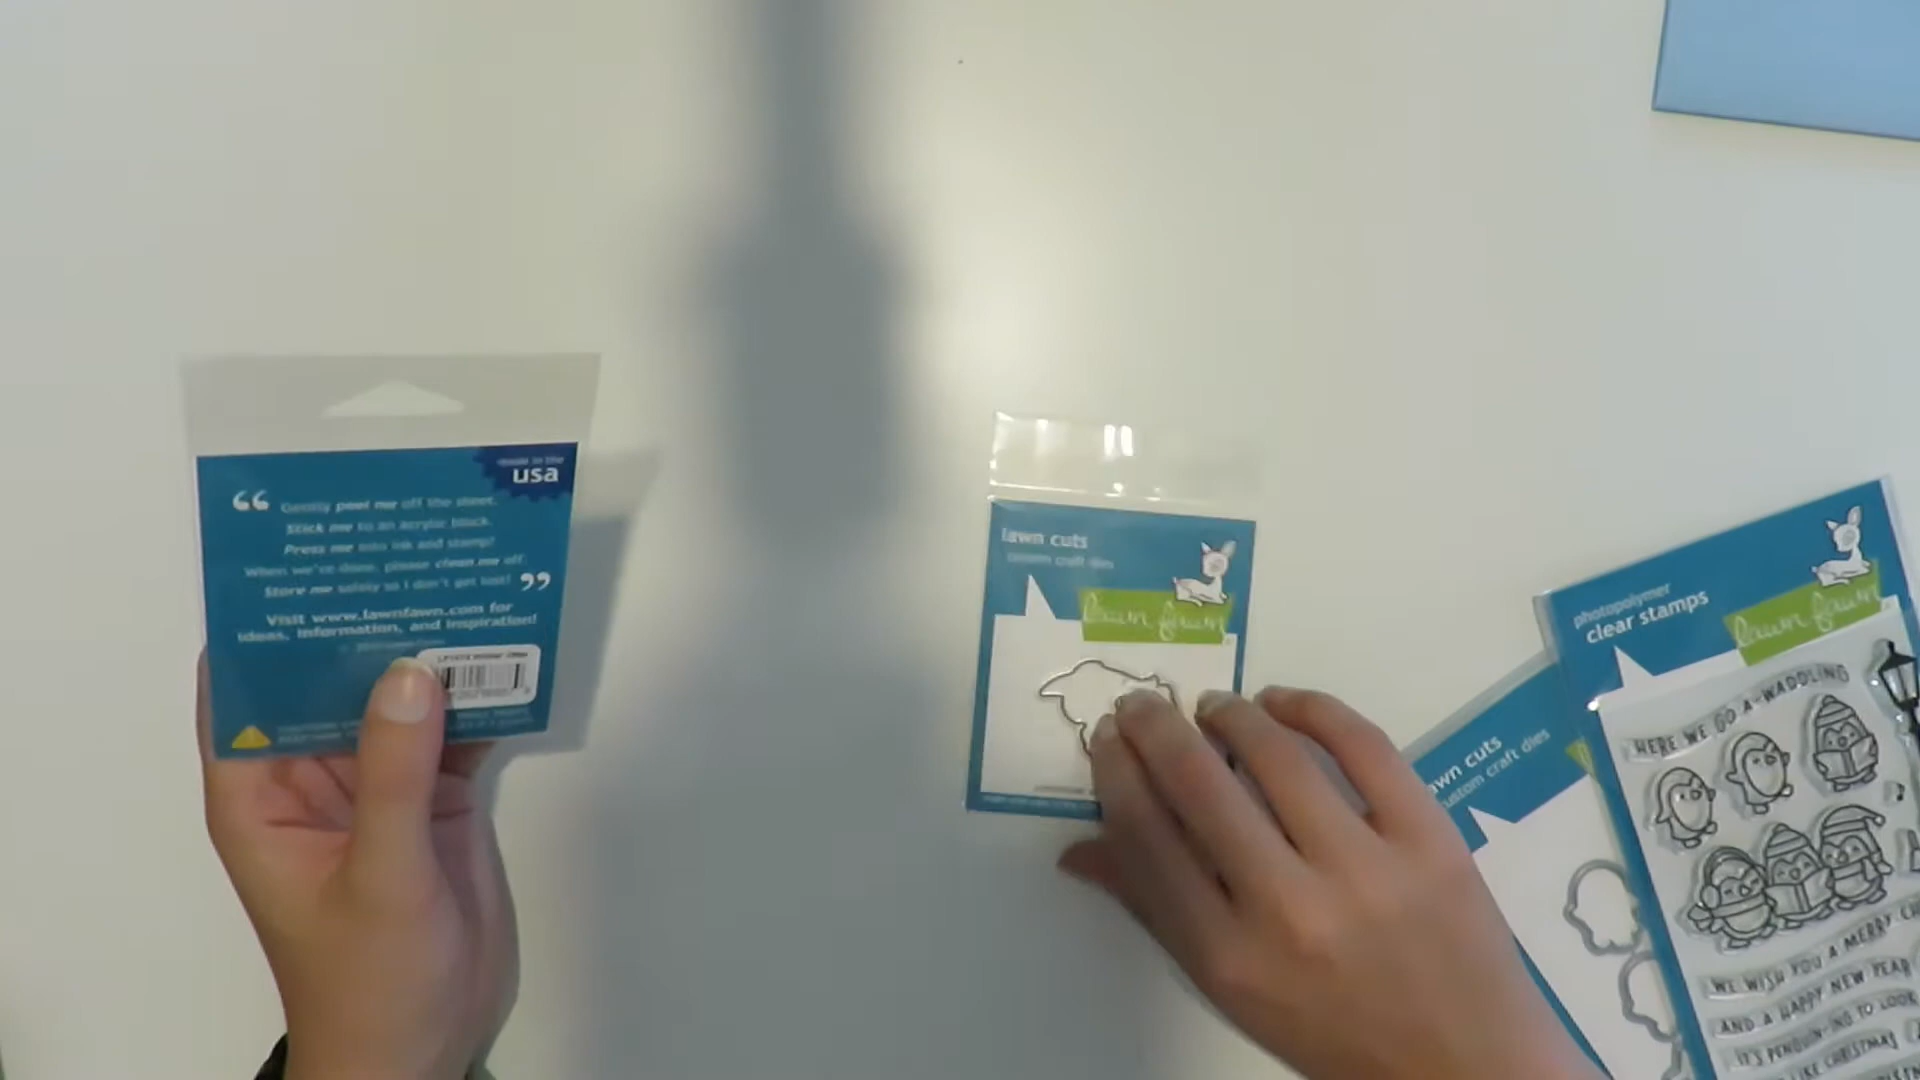 made in the
usa
Gently peel me off the sheet.
Stick me to an acrylic block.
Press me into ink and stamp!
When we're done, please clean me off.
Store me safely so I don't get lost!
Visit www.lawnfawn.com for
ideas, information, and inspiration!
lawn cuts
custom craft dies
lawn fawn
lawn cuts
custom craft dies
photopolymer
clear stamps
lawn fawn
HERE WE GO A-WADDLING
WE WISH YOU A MERRY
AND A HAPPY NEW YEAR
IT'S PENGUIN-ING TO LOOK
LIKE CHRISTMAS